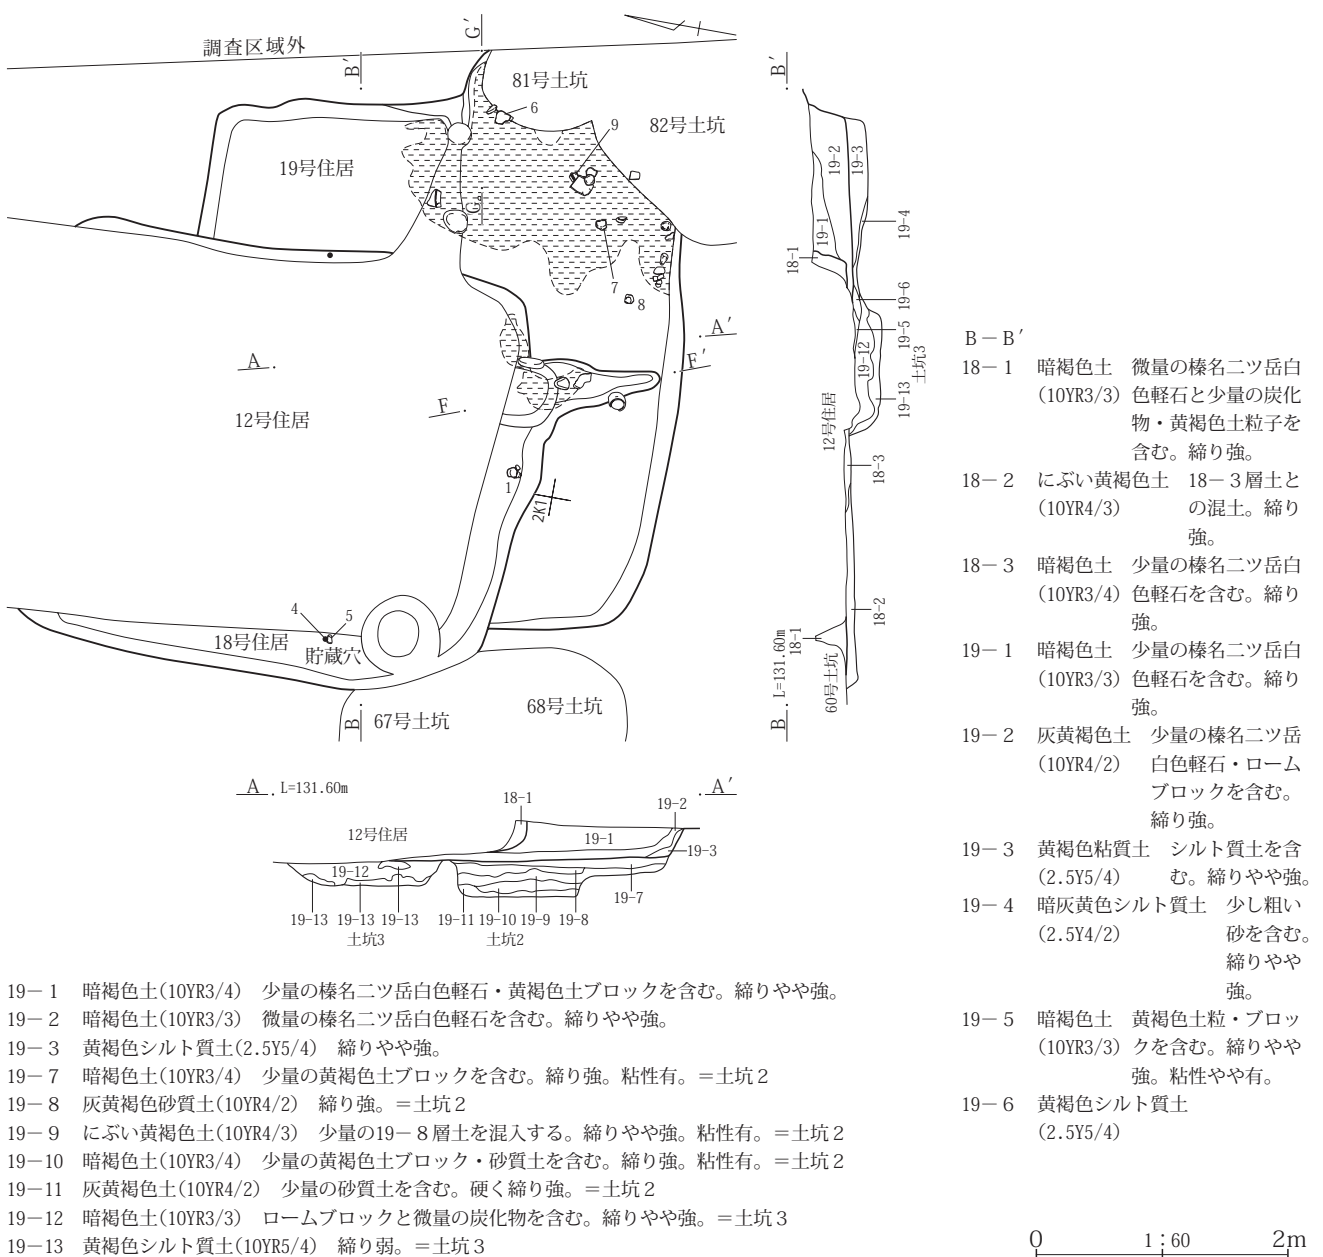 調査区域外
G′
B′
81号土坑
6
82号土坑
9
19号住居
G
7
8
A
A′
F′
12号住居
F
1
2K1
4
5
18号住居
貯蔵穴
B
67号土坑
68号土坑
B′
19-2
19-3
19-1
19-4
18-1
19-6
19-5
土坑3
19-12
19-13
12号住居
18-3
18-2
18-1
60号土坑
B L=131.60m
A L=131.60m
A′
18-1
19-2
12号住居
19-1
19-3
19-12
19-7
19-13 19-13 19-13
19-11 19-10 19-9 19-8
土坑3
土坑2
19－1 暗褐色土(10YR3/4) 少量の榛名二ツ岳白色軽石・黄褐色土ブロックを含む。締りやや強。
19－2 暗褐色土(10YR3/3) 微量の榛名二ツ岳白色軽石を含む。締りやや強。
19－3 黄褐色シルト質土(2.5Y5/4) 締りやや強。
19－7 暗褐色土(10YR3/4) 少量の黄褐色土ブロックを含む。締り強。粘性有。＝土坑2
19－8 灰黄褐色砂質土(10YR4/2) 締り強。＝土坑2
19－9 にぶい黄褐色土(10YR4/3) 少量の19－8層土を混入する。締りやや強。粘性有。＝土坑2
19－10 暗褐色土(10YR3/4) 少量の黄褐色土ブロック・砂質土を含む。締り強。粘性有。＝土坑2
19－11 灰黄褐色土(10YR4/2) 少量の砂質土を含む。硬く締り強。＝土坑2
19－12 暗褐色土(10YR3/3) ロームブロックと微量の炭化物を含む。締りやや強。＝土坑3
19－13 黄褐色シルト質土(10YR5/4) 締り弱。＝土坑3
B－B′
18－1 暗褐色土 微量の榛名二ツ岳白
(10YR3/3) 色軽石と少量の炭化
物・黄褐色土粒子を
含む。締り強。
18－2 にぶい黄褐色土 18－3層土と
(10YR4/3) の混土。締り
強。
18－3 暗褐色土 少量の榛名二ツ岳白
(10YR3/4) 色軽石を含む。締り
強。
19－1 暗褐色土 少量の榛名二ツ岳白
(10YR3/3) 色軽石を含む。締り
強。
19－2 灰黄褐色土 少量の榛名二ツ岳
(10YR4/2) 白色軽石・ローム
ブロックを含む。
締り強。
19－3 黄褐色粘質土 シルト質土を含
(2.5Y5/4) む。締りやや強。
19－4 暗灰黄色シルト質土 少し粗い
(2.5Y4/2) 砂を含む。
締りやや
強。
19－5 暗褐色土 黄褐色土粒・ブロッ
(10YR3/3) クを含む。締りやや
強。粘性やや有。
19－6 黄褐色シルト質土
(2.5Y5/4)
0 1：60 2m